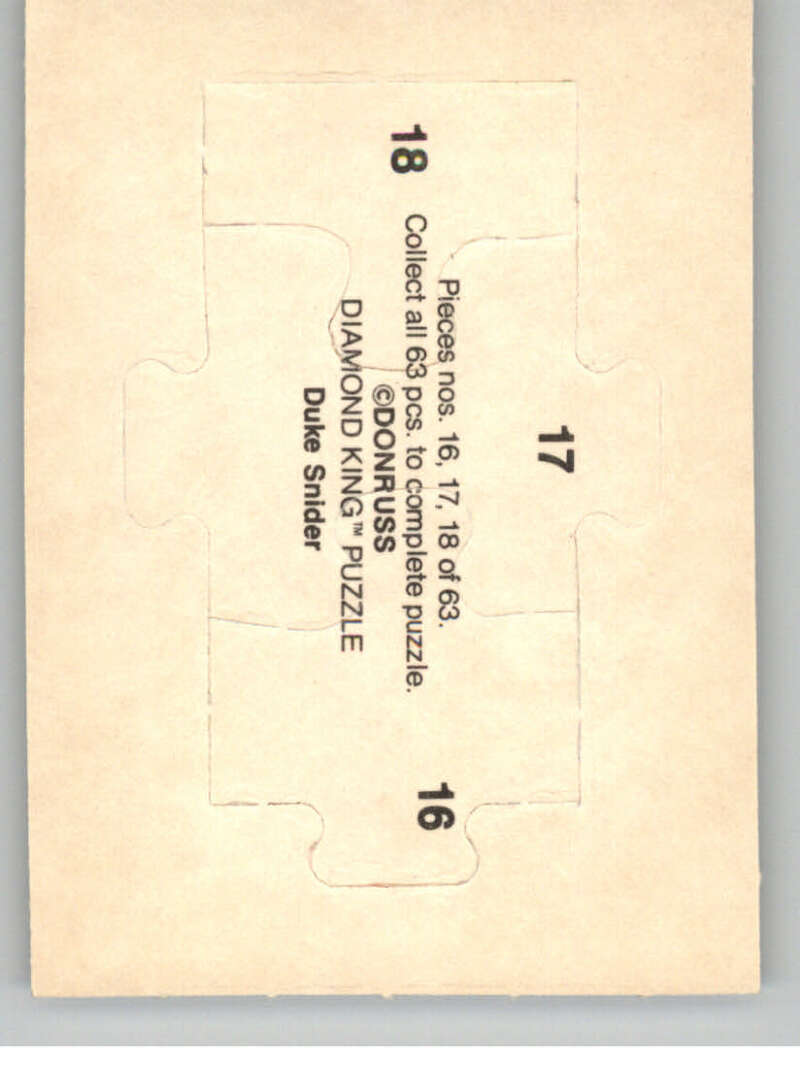 18
17
16
Pieces nos. 16, 17, 18 of 63.
Collect all 63 pcs. to complete puzzle.
©DONRUSS
DIAMOND KING™ PUZZLE
Duke Snider